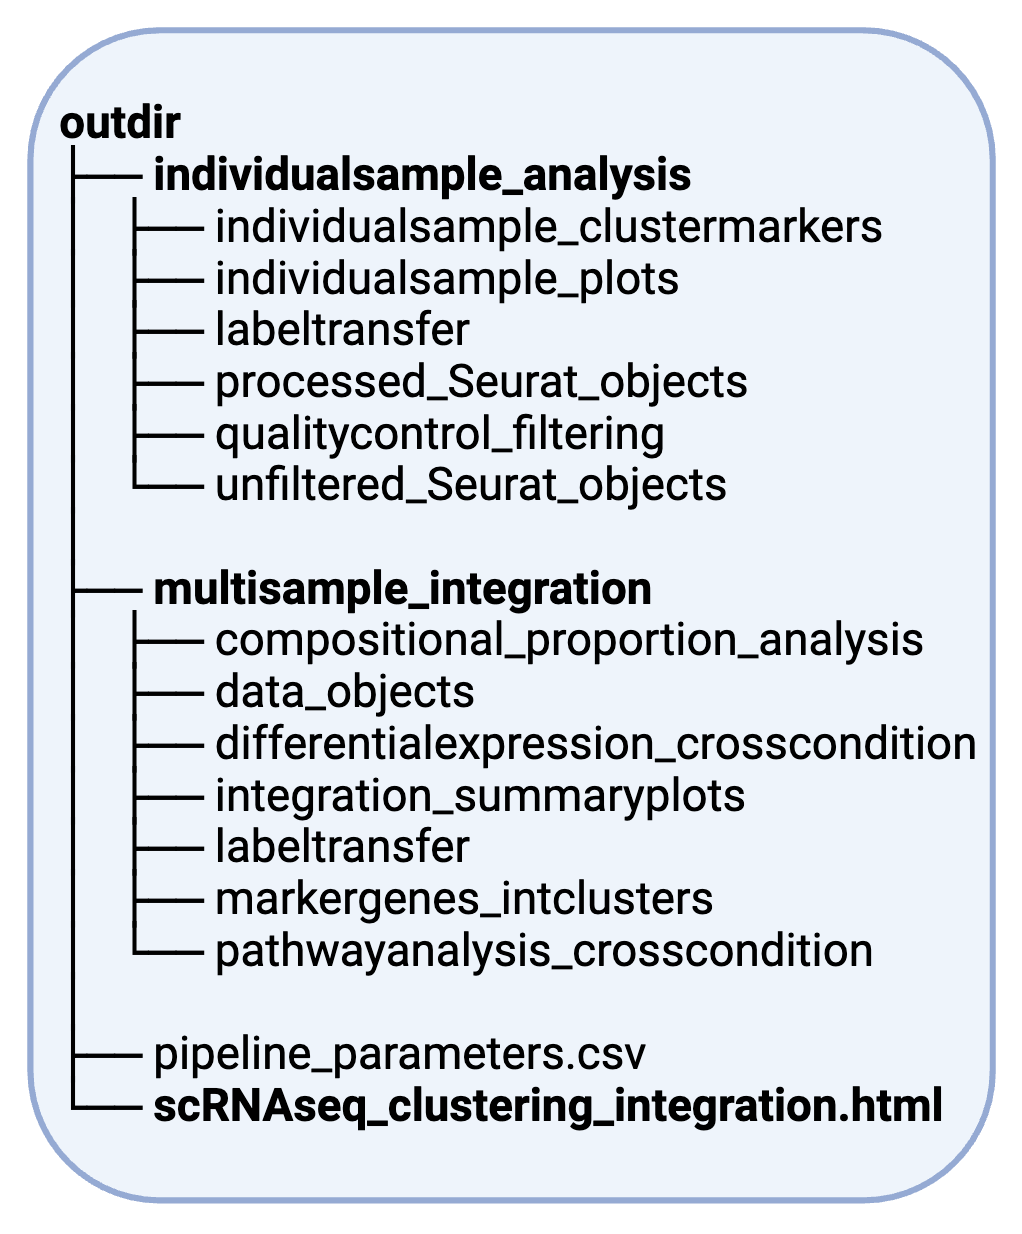 outdir
individualsample_analysis
individualsample_clustermarkers
individualsample_plots
labeltransfer
processed_Seurat_objects
qualitycontrol_filtering
unfiltered_Seurat_objects
multisample_integration
compositional_proportion_analysis
data_objects
differentialexpression_crosscondition
integration_summaryplots
labeltransfer
markergenes_intclusters
pathwayanalysis_crosscondition
pipeline_parameters.csv
scRNAseq_clustering_integration.html